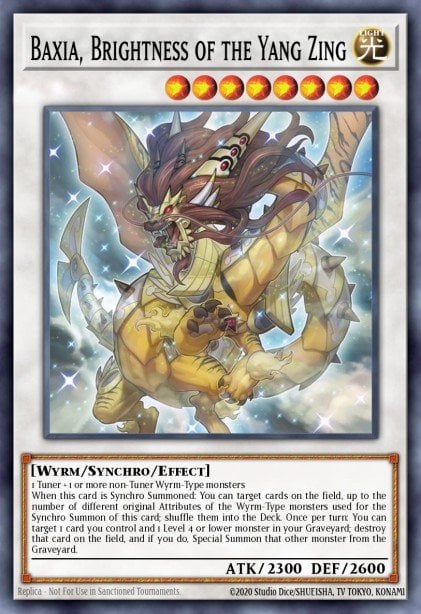 Baxia, Brightness of the Yang Zing
LIGHT
光
[Wyrm/Synchro/Effect]
1 Tuner + 1 or more non-Tuner Wyrm-Type monsters
When this card is Synchro Summoned: You can target cards on the field, up to the
number of different original Attributes of the Wyrm-Type monsters used for the
Synchro Summon of this card; shuffle them into the Deck. Once per turn: You can
target 1 card you control and 1 Level 4 or lower monster in your Graveyard; destroy
that card on the field, and if you do, Special Summon that other monster from the
Graveyard.
ATK/2300 DEF/2600
Replica - Not For Use in Sanctioned Tournaments.
©2020 Studio Dice/SHUEISHA, TV TOKYO, KONAMI